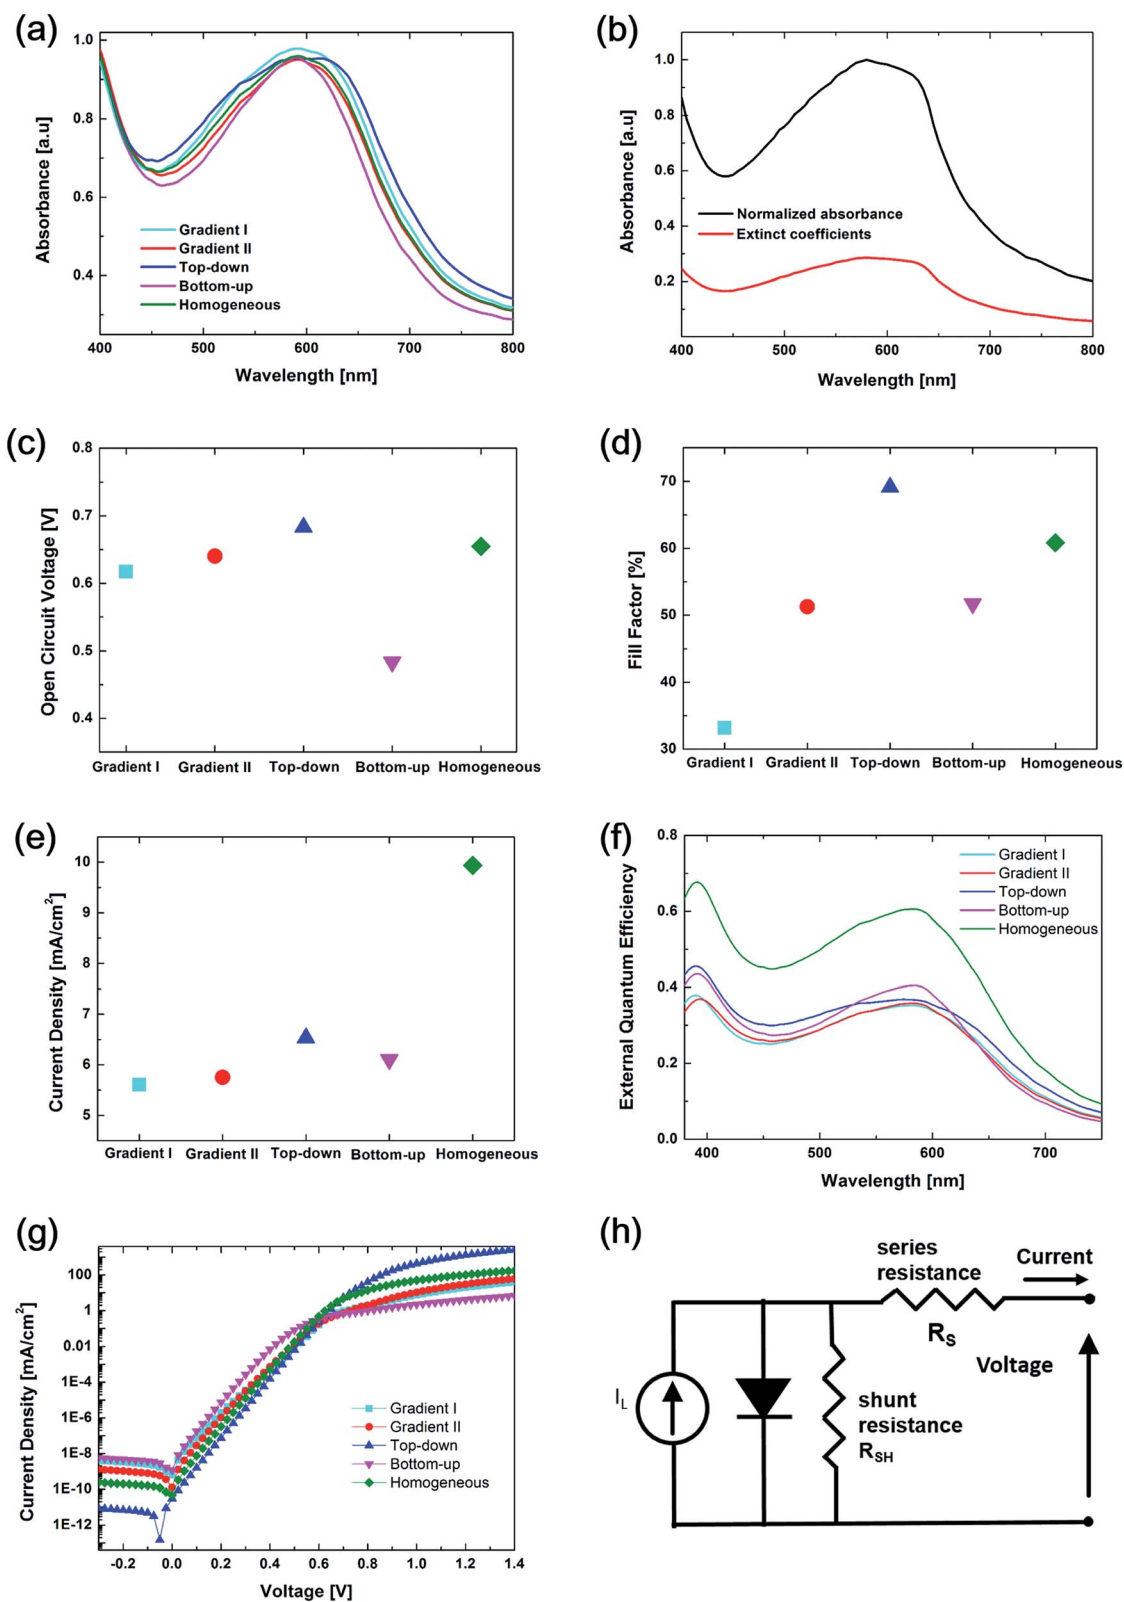 (a)
1.0
0.8
0.6
0.4
Absorbance [a.u]
Gradient I
Gradient II
Top-down
Bottom-up
Homogeneous
400 500 600 700 800
Wavelength [nm]
(b)
1.0
0.8
0.6
0.4
0.2
Absorbance [a.u]
Normalized absorbance
Extinct coefficients
400 500 600 700 800
Wavelength [nm]
(c)
0.8
0.7
0.6
0.5
0.4
Open Circuit Voltage [V]
Gradient I Gradient II Top-down Bottom-up Homogeneous
(d)
70
60
50
40
30
Fill Factor [%]
Gradient I Gradient II Top-down Bottom-up Homogeneous
(e)
10
9
8
7
6
5
Current Density [mA/cm²]
Gradient I Gradient II Top-down Bottom-up Homogeneous
(f)
0.8
0.6
0.4
0.2
0.0
External Quantum Efficiency
Gradient I
Gradient II
Top-down
Bottom-up
Homogeneous
400 500 600 700
Wavelength [nm]
(g)
100
1
0.01
1E-4
1E-6
1E-8
1E-10
1E-12
Current Density [mA/cm²]
Gradient I
Gradient II
Top-down
Bottom-up
Homogeneous
-0.2 0.0 0.2 0.4 0.6 0.8 1.0 1.2 1.4
Voltage [V]
(h)
series
resistance
Current
R_S
Voltage
I_L
shunt
resistance
R_SH